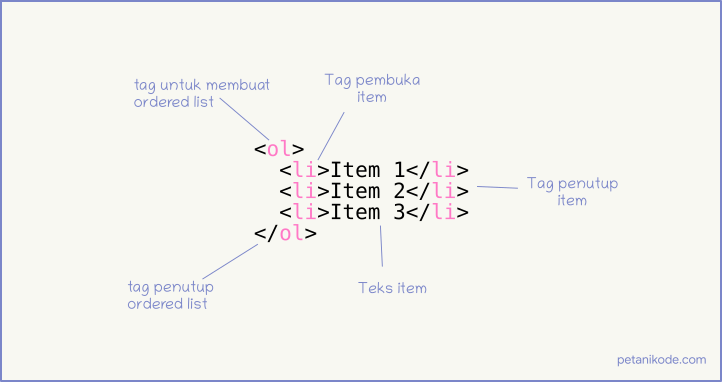 tag untuk membuat
ordered list
Tag pembuka
item
<ol>
<li>Item 1</li>
<li>Item 2</li>
<li>Item 3</li>
</ol>
Tag penutup
item
tag penutup
ordered list
Teks item
petanikode.com